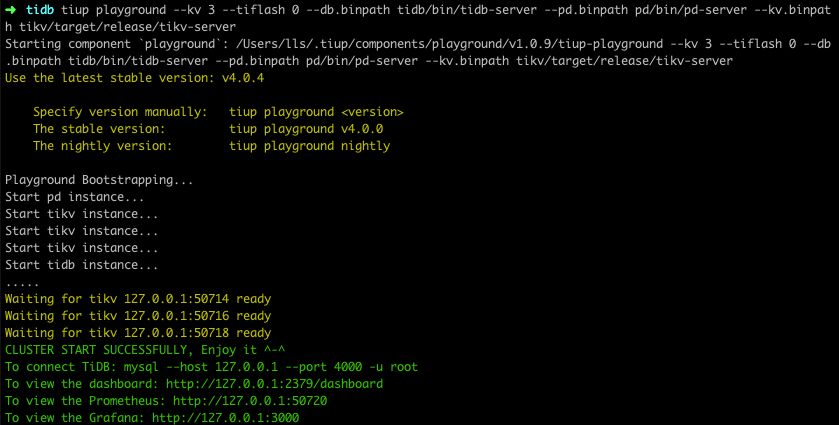 ➜ tidb tiup playground --kv 3 --tiflash 0 --db.binpath tidb/bin/tidb-server --pd.binpath pd/bin/pd-server --kv.binpat
h tikv/target/release/tikv-server
Starting component `playground`: /Users/lls/.tiup/components/playground/v1.0.9/tiup-playground --kv 3 --tiflash 0 --db
.binpath tidb/bin/tidb-server --pd.binpath pd/bin/pd-server --kv.binpath tikv/target/release/tikv-server
Use the latest stable version: v4.0.4
Specify version manually:   tiup playground <version>
The stable version:         tiup playground v4.0.0
The nightly version:        tiup playground nightly
Playground Bootstrapping...
Start pd instance...
Start tikv instance...
Start tikv instance...
Start tikv instance...
Start tidb instance...
.....
Waiting for tikv 127.0.0.1:50714 ready
Waiting for tikv 127.0.0.1:50716 ready
Waiting for tikv 127.0.0.1:50718 ready
CLUSTER START SUCCESSFULLY, Enjoy it ^-^
To connect TiDB: mysql --host 127.0.0.1 --port 4000 -u root
To view the dashboard: http://127.0.0.1:2379/dashboard
To view the Prometheus: http://127.0.0.1:50720
To view the Grafana: http://127.0.0.1:3000